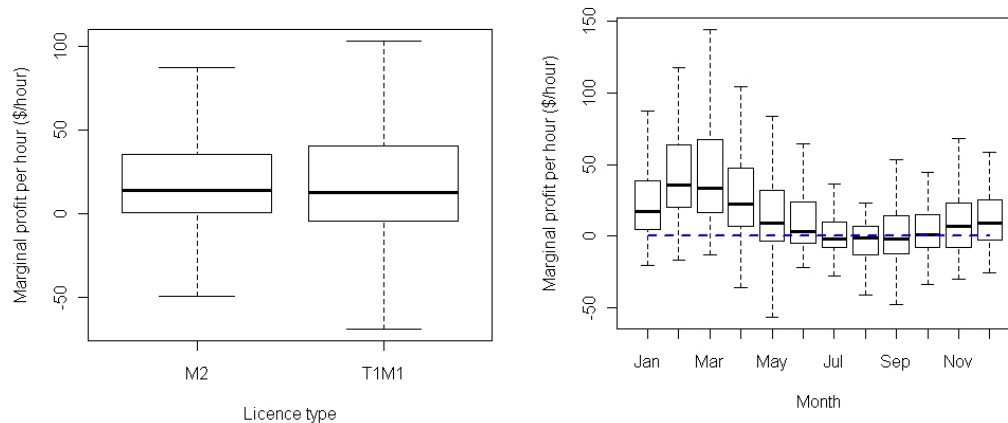 Marginal profit per hour ($/hour)
100
50
0
-50
M2
T1M1
Licence type
Marginal profit per hour ($/hour)
150
100
50
0
-50
Jan
Mar
May
Jul
Sep
Nov
Month